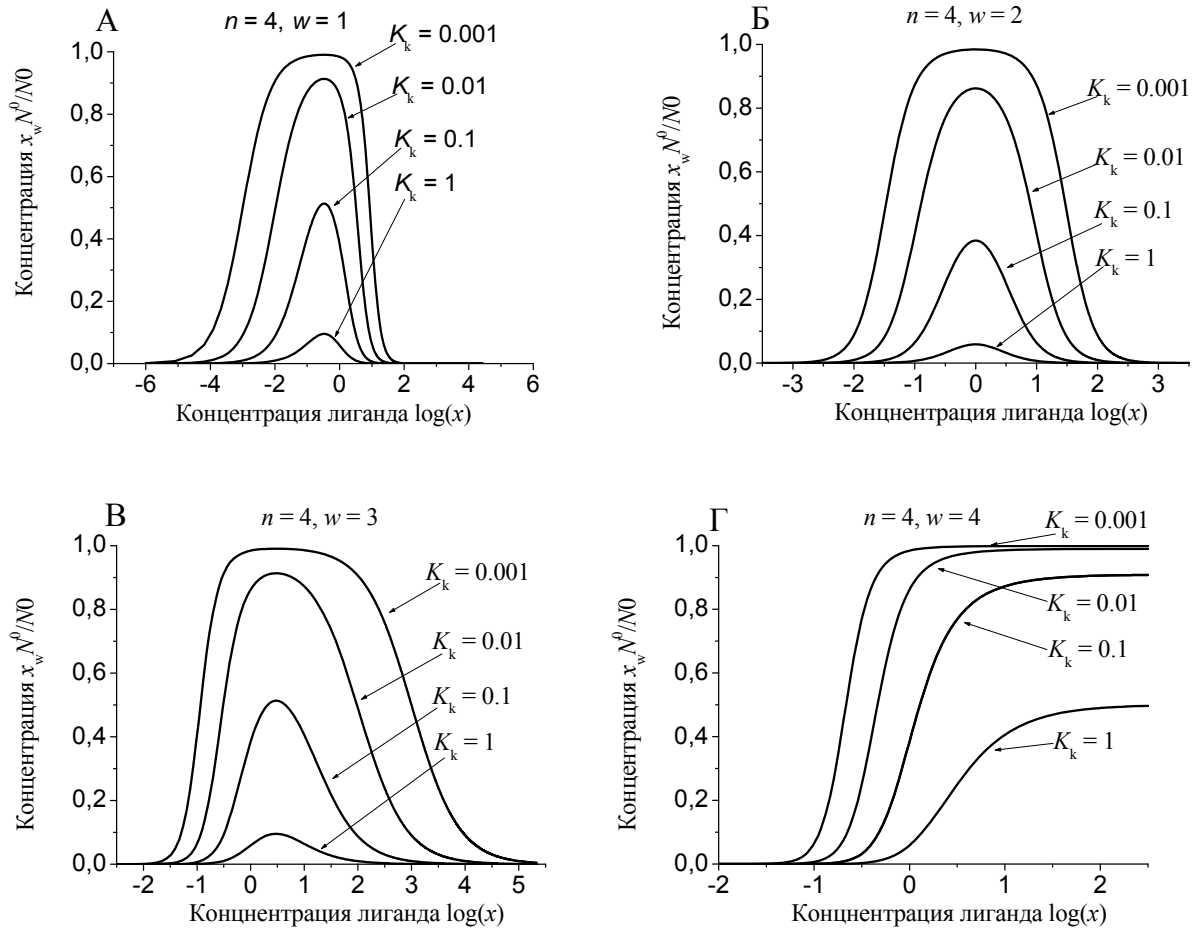 А
n = 4, w = 1
Концентрация x_w N^0/N0
1,0
0,8
0,6
0,4
0,2
0,0
K_k = 0.001
K_k = 0.01
K_k = 0.1
K_k = 1
-6 -4 -2 0 2 4 6
Концентрация лиганда log(x)
Б
n = 4, w = 2
Концентрация x_w N^0/N0
1,0
0,8
0,6
0,4
0,2
0,0
K_k = 0.001
K_k = 0.01
K_k = 0.1
K_k = 1
-3 -2 -1 0 1 2 3
Концнентрация лиганда log(x)
В
n = 4, w = 3
Концентрация x_w N^0/N0
1,0
0,8
0,6
0,4
0,2
0,0
K_k = 0.001
K_k = 0.01
K_k = 0.1
K_k = 1
-2 -1 0 1 2 3 4 5
Концнентрация лиганда log(x)
Г
n = 4, w = 4
Концентрация x_w N^0/N0
1,0
0,8
0,6
0,4
0,2
0,0
K_k = 0.001
K_k = 0.01
K_k = 0.1
K_k = 1
-2 -1 0 1 2
Концнентрация лиганда log(x)